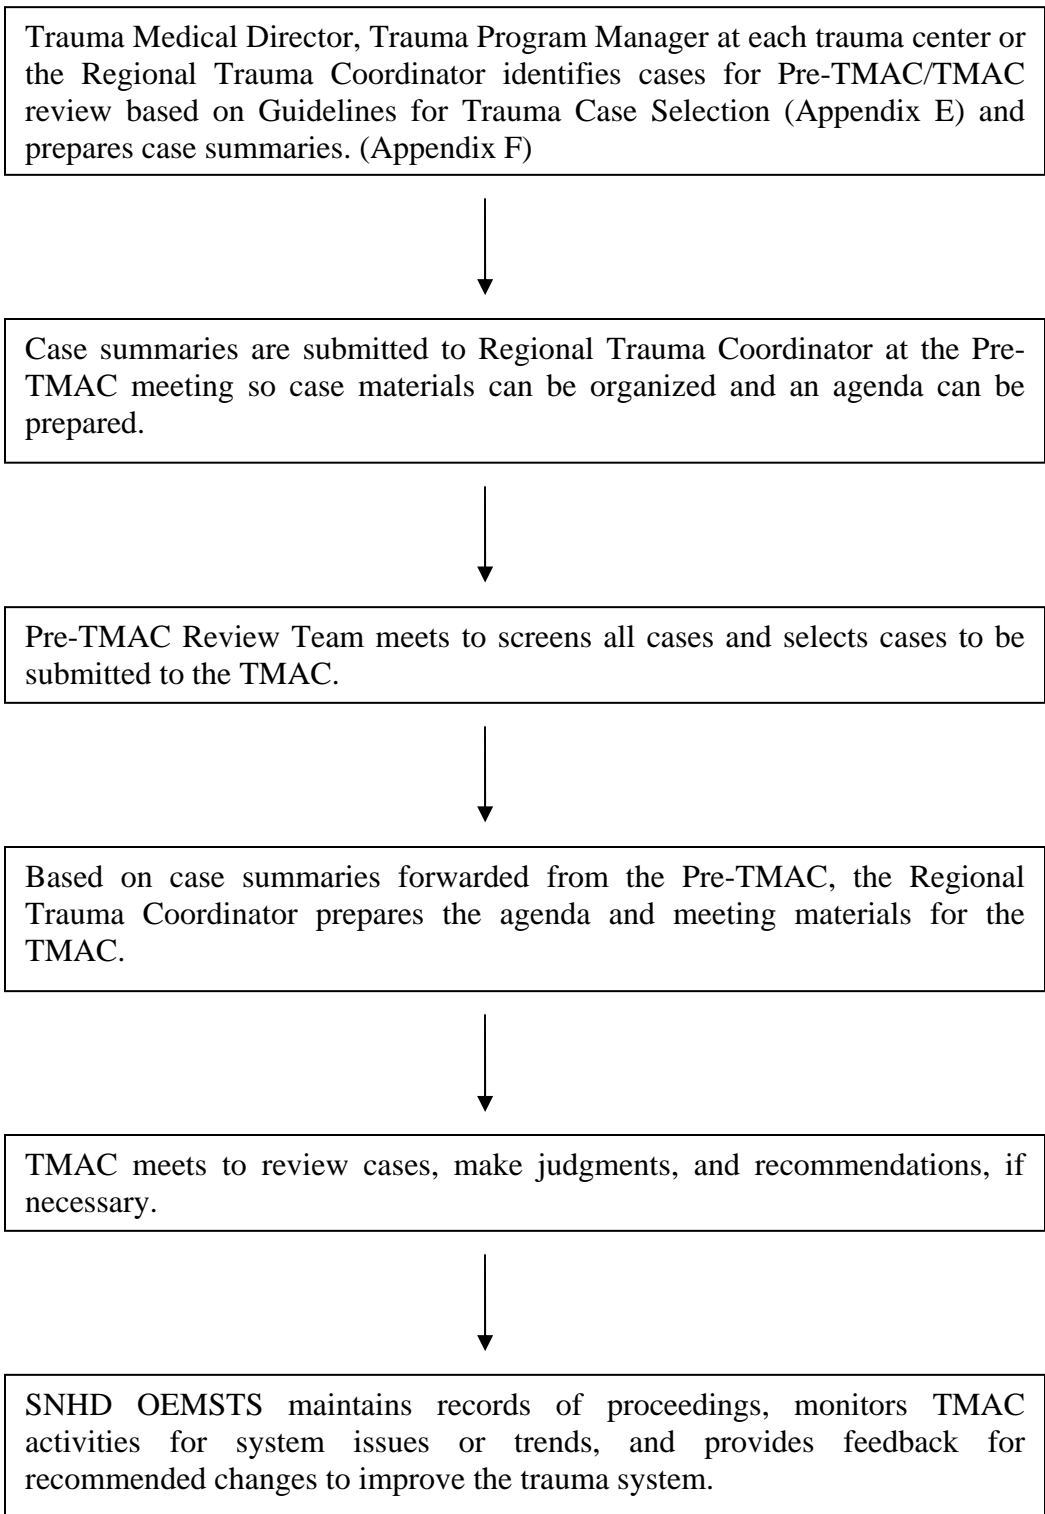 Trauma Medical Director, Trauma Program Manager at each trauma center or
the Regional Trauma Coordinator identifies cases for Pre-TMAC/TMAC
review based on Guidelines for Trauma Case Selection (Appendix E) and
prepares case summaries. (Appendix F)
Case summaries are submitted to Regional Trauma Coordinator at the Pre-
TMAC meeting so case materials can be organized and an agenda can be
prepared.
Pre-TMAC Review Team meets to screens all cases and selects cases to be
submitted to the TMAC.
Based on case summaries forwarded from the Pre-TMAC, the Regional
Trauma Coordinator prepares the agenda and meeting materials for the
TMAC.
TMAC meets to review cases, make judgments, and recommendations, if
necessary.
SNHD OEMSTS maintains records of proceedings, monitors TMAC
activities for system issues or trends, and provides feedback for
recommended changes to improve the trauma system.